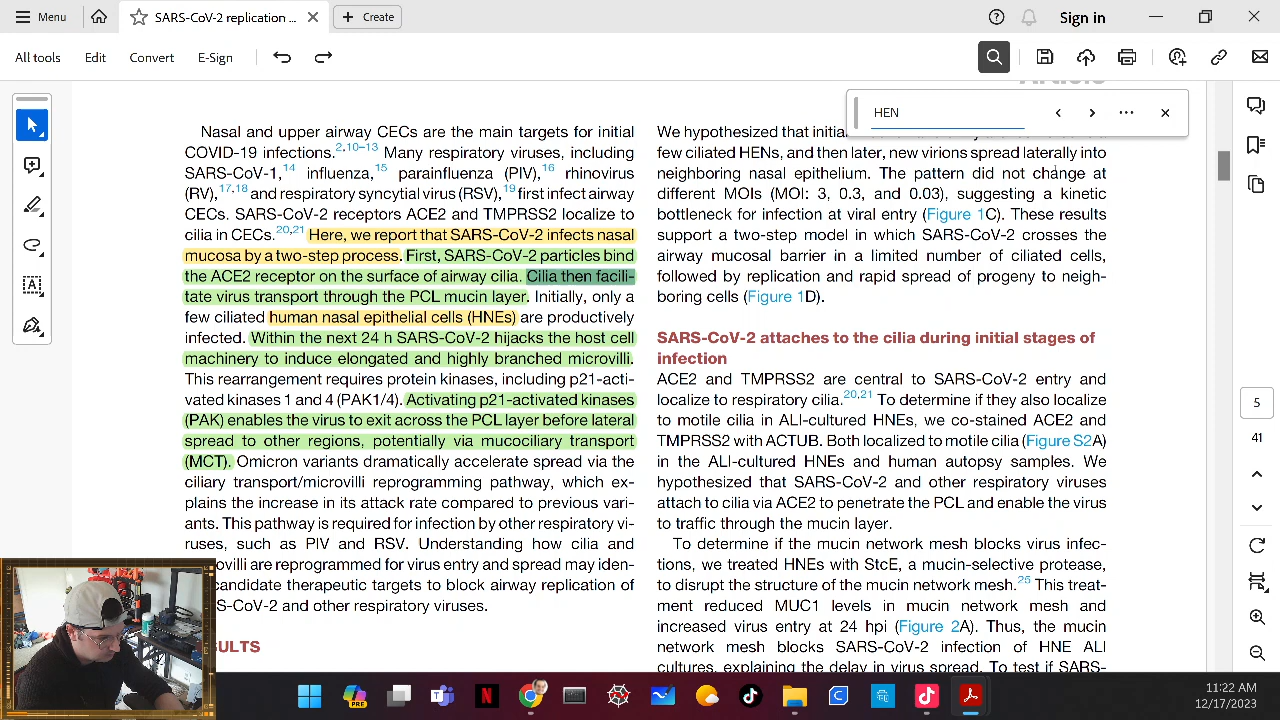 Menu
SARS-CoV-2 replication ...
Create
Sign in
All tools
Edit
Convert
E-Sign
HEN
Nasal and upper airway CECs are the main targets for initial
COVID-19 infections.2,10–13 Many respiratory viruses, including
SARS-CoV-1,14 influenza,15 parainfluenza (PIV),16 rhinovirus
(RV),17,18 and respiratory syncytial virus (RSV),19 first infect airway
CECs. SARS-CoV-2 receptors ACE2 and TMPRSS2 localize to
cilia in CECs.20,21 Here, we report that SARS-CoV-2 infects nasal
mucosa by a two-step process. First, SARS-CoV-2 particles bind
the ACE2 receptor on the surface of airway cilia. Cilia then facili-
tate virus transport through the PCL mucin layer. Initially, only a
few ciliated human nasal epithelial cells (HNEs) are productively
infected. Within the next 24 h SARS-CoV-2 hijacks the host cell
machinery to induce elongated and highly branched microvilli.
This rearrangement requires protein kinases, including p21-acti-
vated kinases 1 and 4 (PAK1/4). Activating p21-activated kinases
(PAK) enables the virus to exit across the PCL layer before lateral
spread to other regions, potentially via mucociliary transport
(MCT). Omicron variants dramatically accelerate spread via the
ciliary transport/microvilli reprogramming pathway, which ex-
plains the increase in its attack rate compared to previous vari-
ants. This pathway is required for infection by other respiratory vi-
ruses, such as PIV and RSV. Understanding how cilia and
ovilli are reprogrammed for virus entry and spread may iden-
candidate therapeutic targets to block airway replication of
S-CoV-2 and other respiratory viruses.
ULTS
Article
We hypothesized that initial
few ciliated HENs, and then later, new virions spread laterally into
neighboring nasal epithelium. The pattern did not change at
different MOIs (MOI: 3, 0.3, and 0.03), suggesting a kinetic
bottleneck for infection at viral entry (Figure 1C). These results
support a two-step model in which SARS-CoV-2 crosses the
airway mucosal barrier in a limited number of ciliated cells,
followed by replication and rapid spread of progeny to neigh-
boring cells (Figure 1D).
SARS-CoV-2 attaches to the cilia during initial stages of
infection
ACE2 and TMPRSS2 are central to SARS-CoV-2 entry and
localize to respiratory cilia.20,21 To determine if they also localize
to motile cilia in ALI-cultured HNEs, we co-stained ACE2 and
TMPRSS2 with ACTUB. Both localized to motile cilia (Figure S2A)
in the ALI-cultured HNEs and human autopsy samples. We
hypothesized that SARS-CoV-2 and other respiratory viruses
attach to cilia via ACE2 to penetrate the PCL and enable the virus
to traffic through the mucin layer.
To determine if the mucin network mesh blocks virus infec-
tions, we treated HNEs with StcE, a mucin-selective protease,
to disrupt the structure of the mucin network mesh.25 This treat-
ment reduced MUC1 levels in mucin network mesh and
increased virus entry at 24 hpi (Figure 2A). Thus, the mucin
network mesh blocks SARS-CoV-2 infection of HNE ALI
cultures, explaining the delay in virus spread. To test if SARS-
5
41
PRE
11:22 AM
12/17/2023